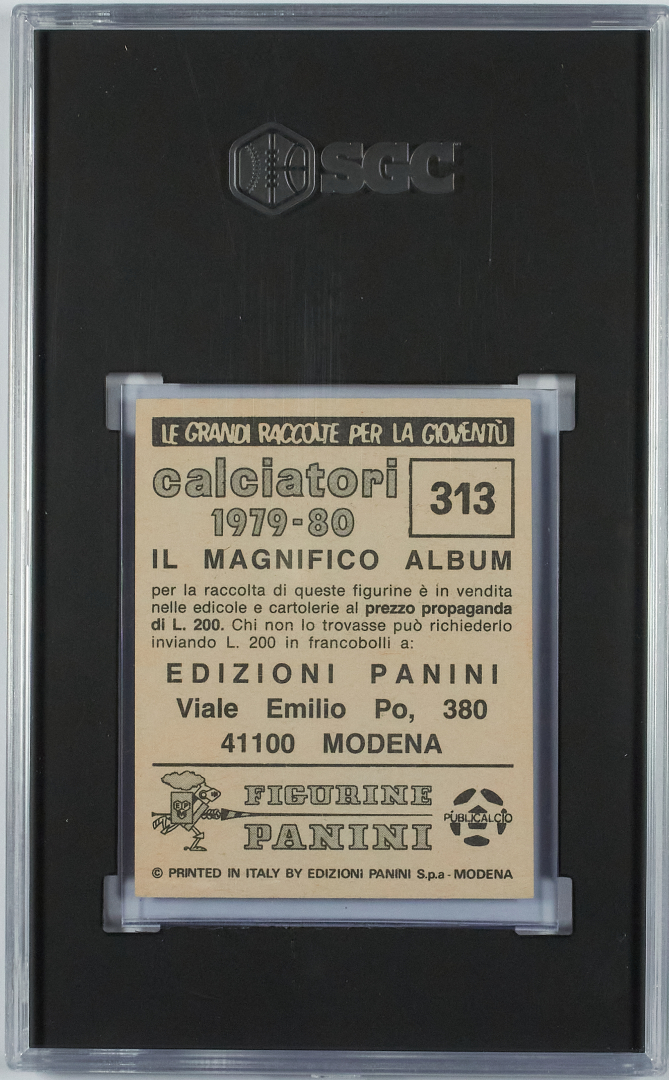 SGC
LE GRANDI RACCOLTE PER LA GIOVENTÙ
calciatori
1979-80
313
IL MAGNIFICO ALBUM
per la raccolta di queste figurine è in vendita
nelle edicole e cartolerie al prezzo propaganda
di L. 200. Chi non lo trovasse può richiederlo
inviando L. 200 in francobolli a:
EDIZIONI PANINI
Viale Emilio Po, 380
41100 MODENA
EP
FIGURINE
PANINI
PUBLICALCIO
© PRINTED IN ITALY BY EDIZIONI PANINI S.p.a - MODENA